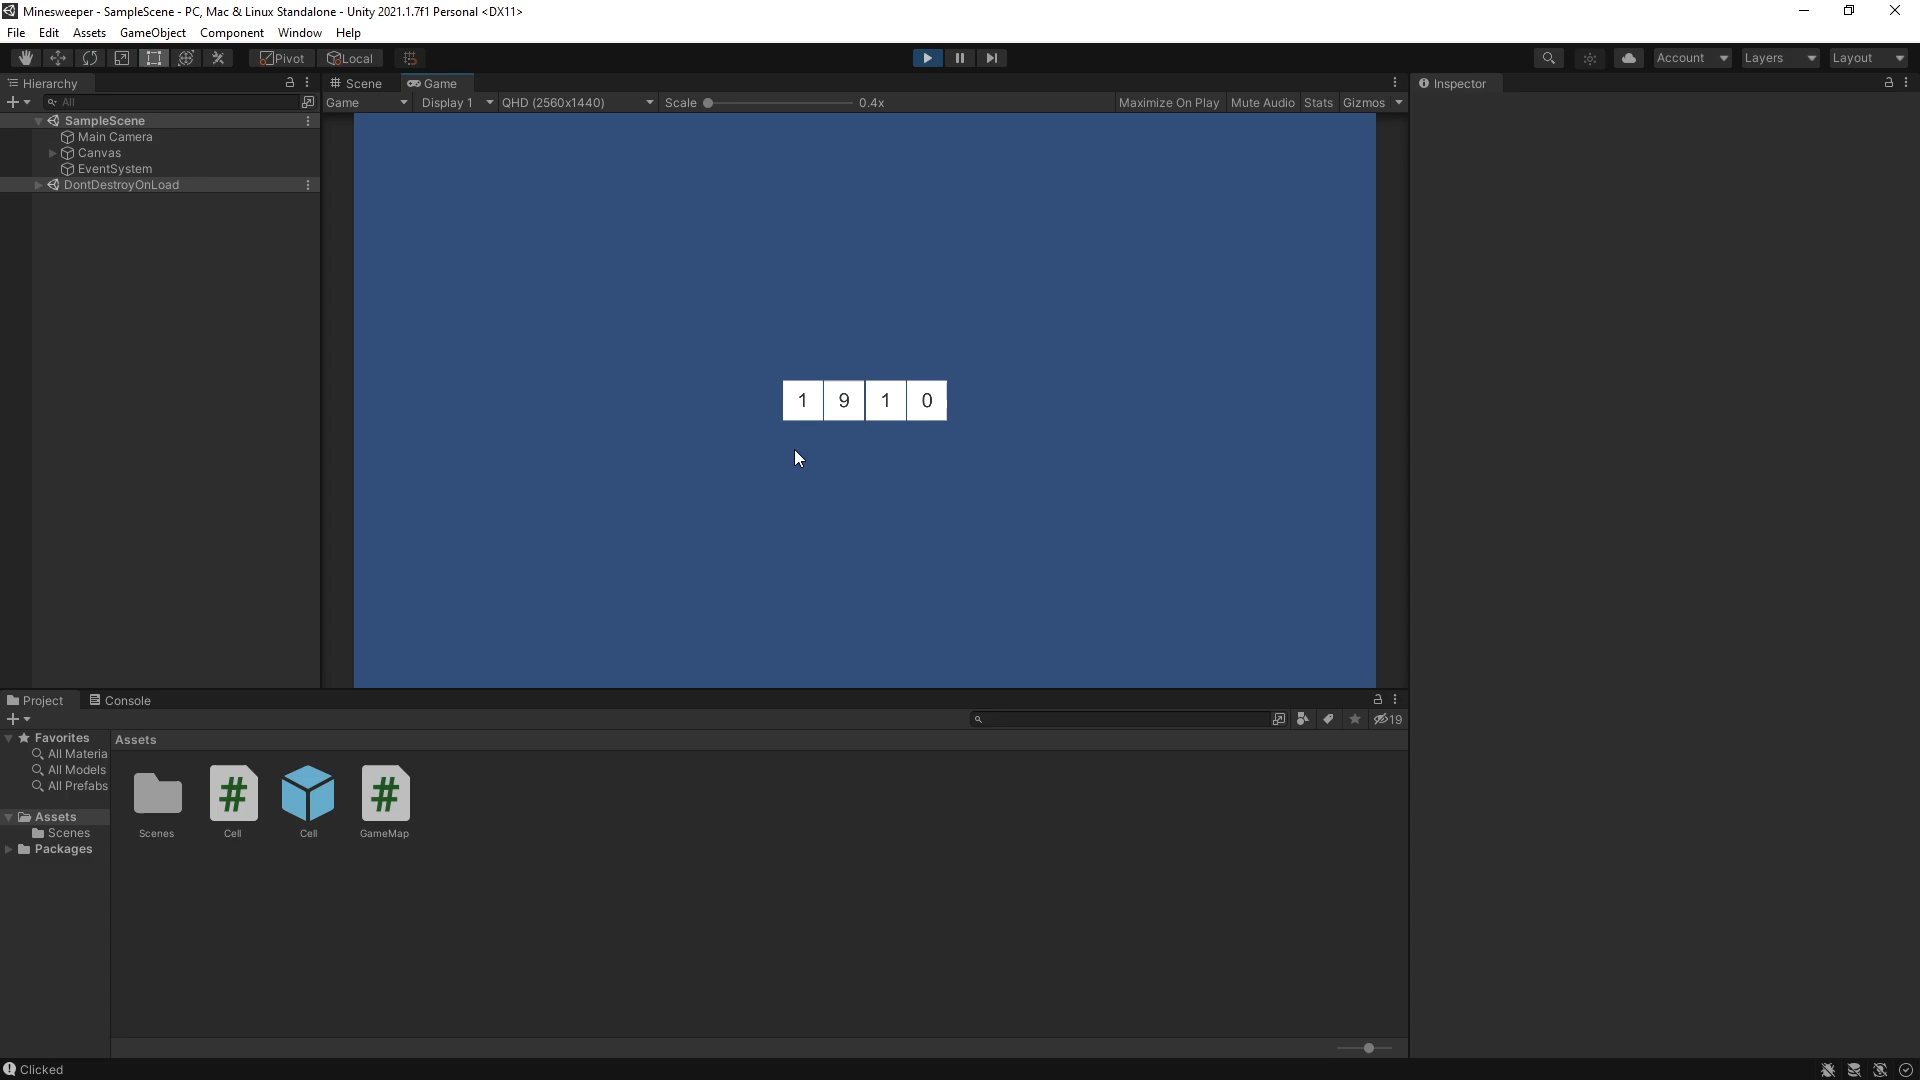 Minesweeper - SampleScene - PC, Mac & Linux Standalone - Unity 2021.1.7f1 Personal <DX11>
File Edit Assets GameObject Component Window Help
Pivot Local Account Layers Layout
Hierarchy Scene Game Inspector
All Game Display 1 QHD (2560x1440) Scale 0.4x Maximize On Play Mute Audio Stats Gizmos
SampleScene
Main Camera
Canvas
EventSystem
DontDestroyOnLoad
1 9 1 0
Project Console
19
Favorites Assets
All Materia
All Models
All Prefabs
Assets
Scenes
Packages
Scenes Cell Cell GameMap
Clicked